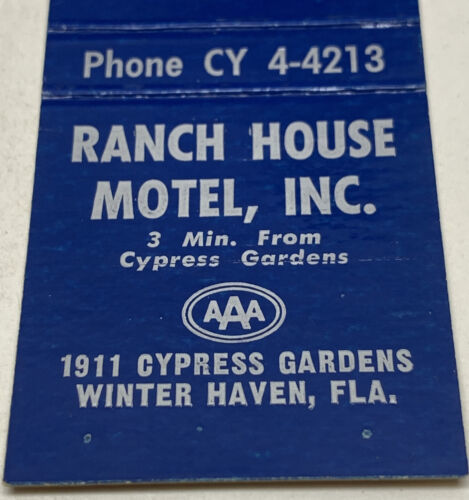 Phone CY 4-4213
RANCH HOUSE
MOTEL, INC.
3 Min. From
Cypress Gardens
AAA
1911 CYPRESS GARDENS
WINTER HAVEN, FLA.